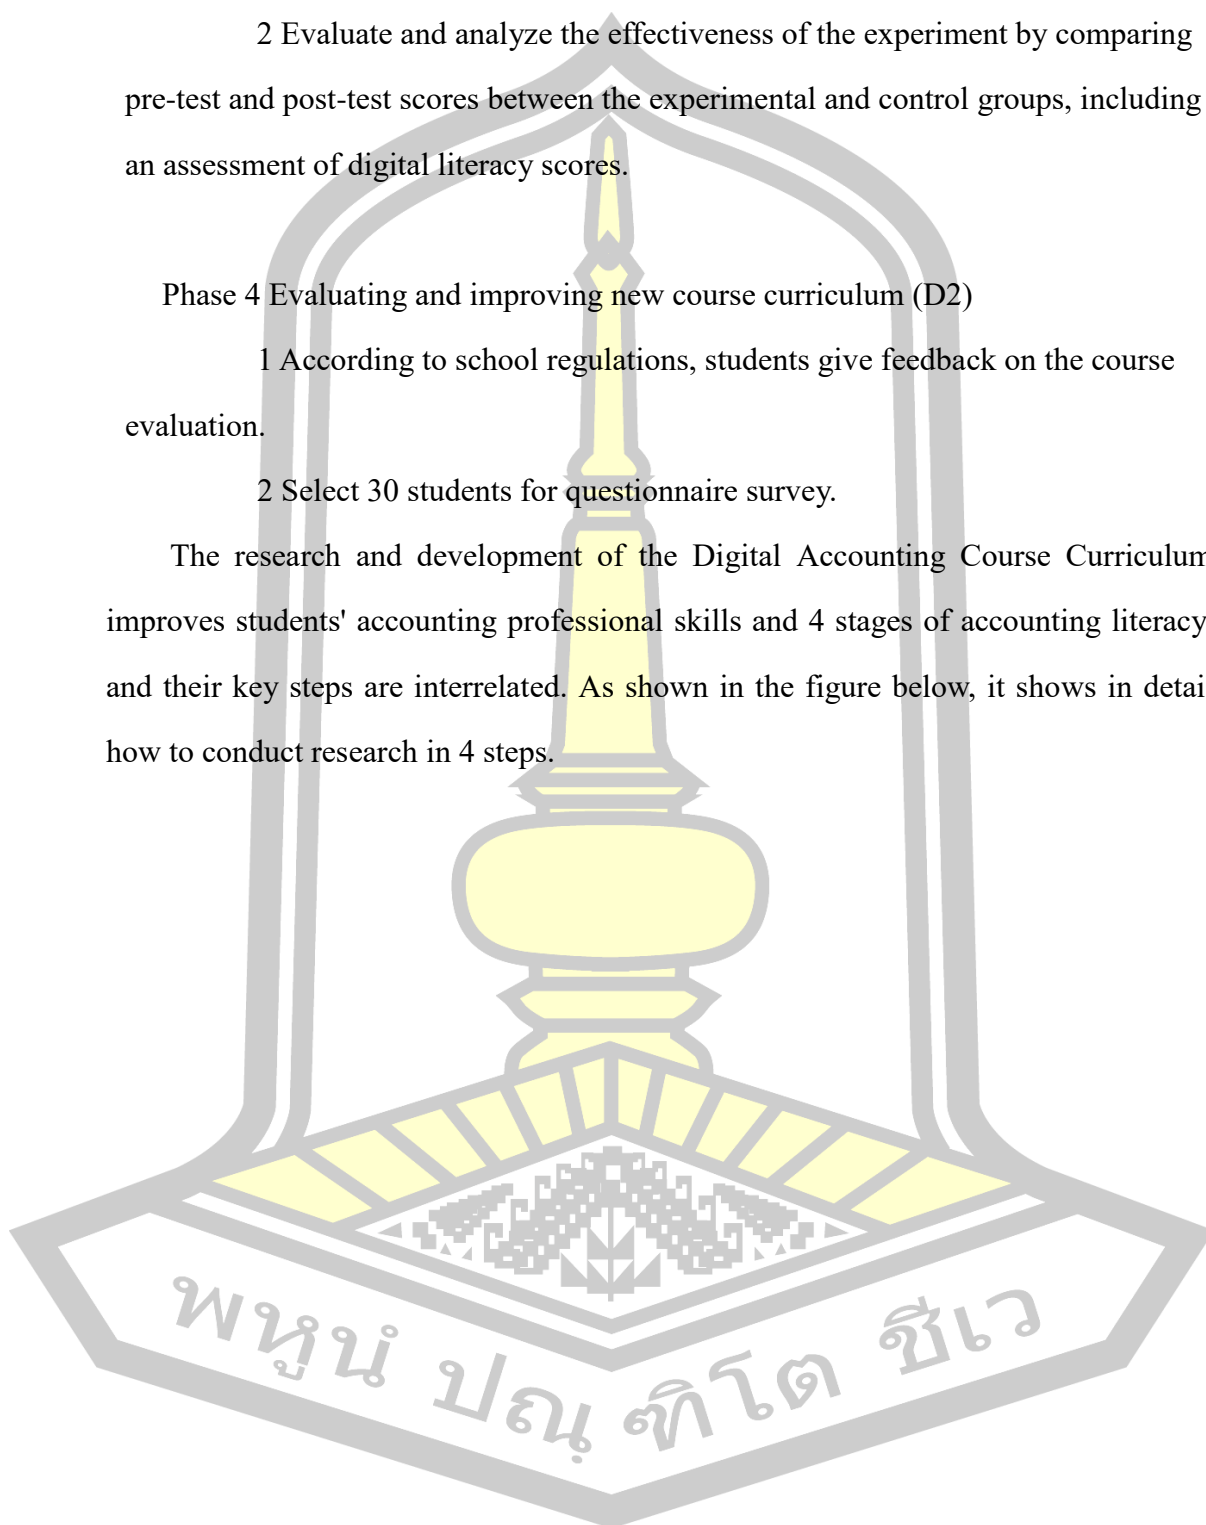 2 Evaluate and analyze the effectiveness of the experiment by comparing
pre-test and post-test scores between the experimental and control groups, including
an assessment of digital literacy scores.
Phase 4 Evaluating and improving new course curriculum (D2)
1 According to school regulations, students give feedback on the course
evaluation.
2 Select 30 students for questionnaire survey.
The research and development of the Digital Accounting Course Curriculum
improves students' accounting professional skills and 4 stages of accounting literacy
and their key steps are interrelated. As shown in the figure below, it shows in detai
how to conduct research in 4 steps.
พหูนํ ปณฺฑิโต ชีเว